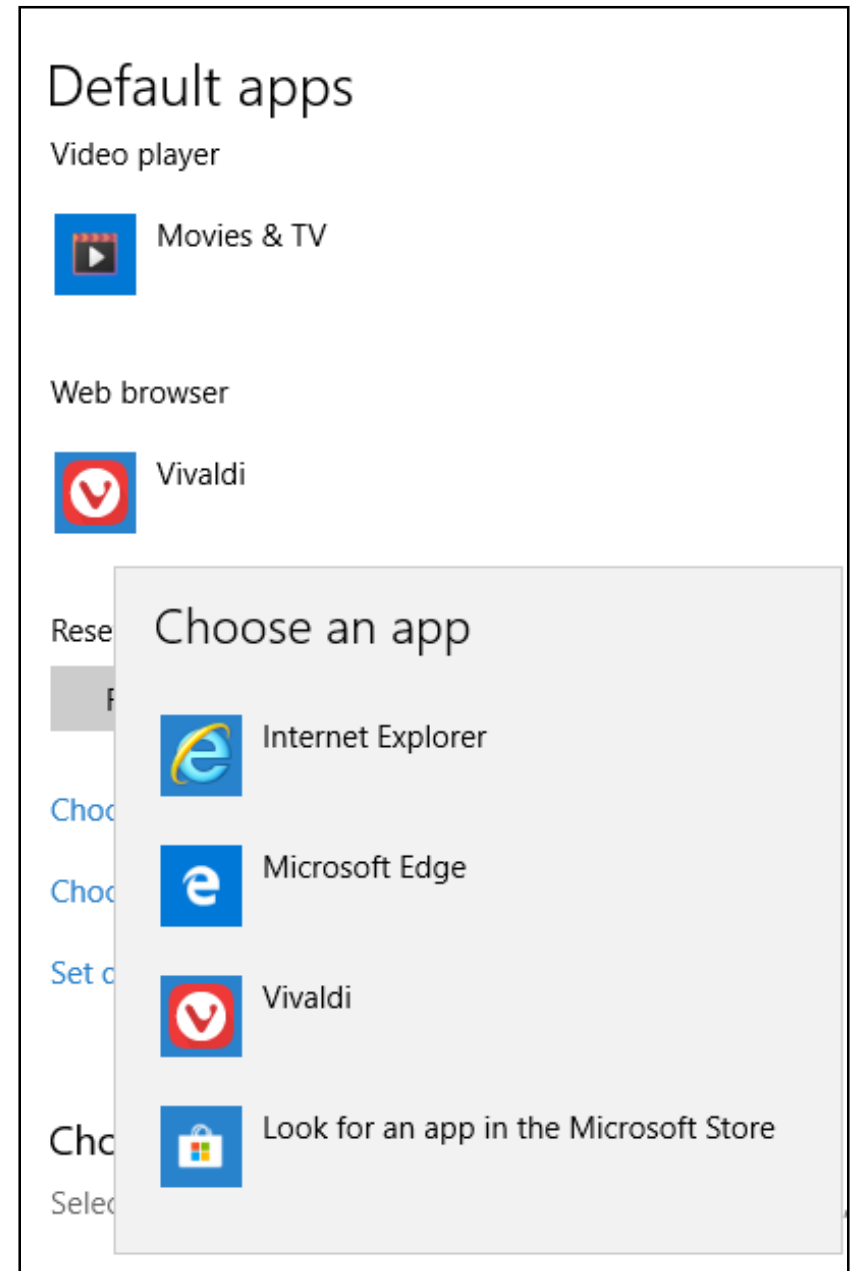 Default apps
Video player
Movies & TV
Web browser
Vivaldi
Choose an app
Internet Explorer
Microsoft Edge
Vivaldi
Look for an app in the Microsoft Store